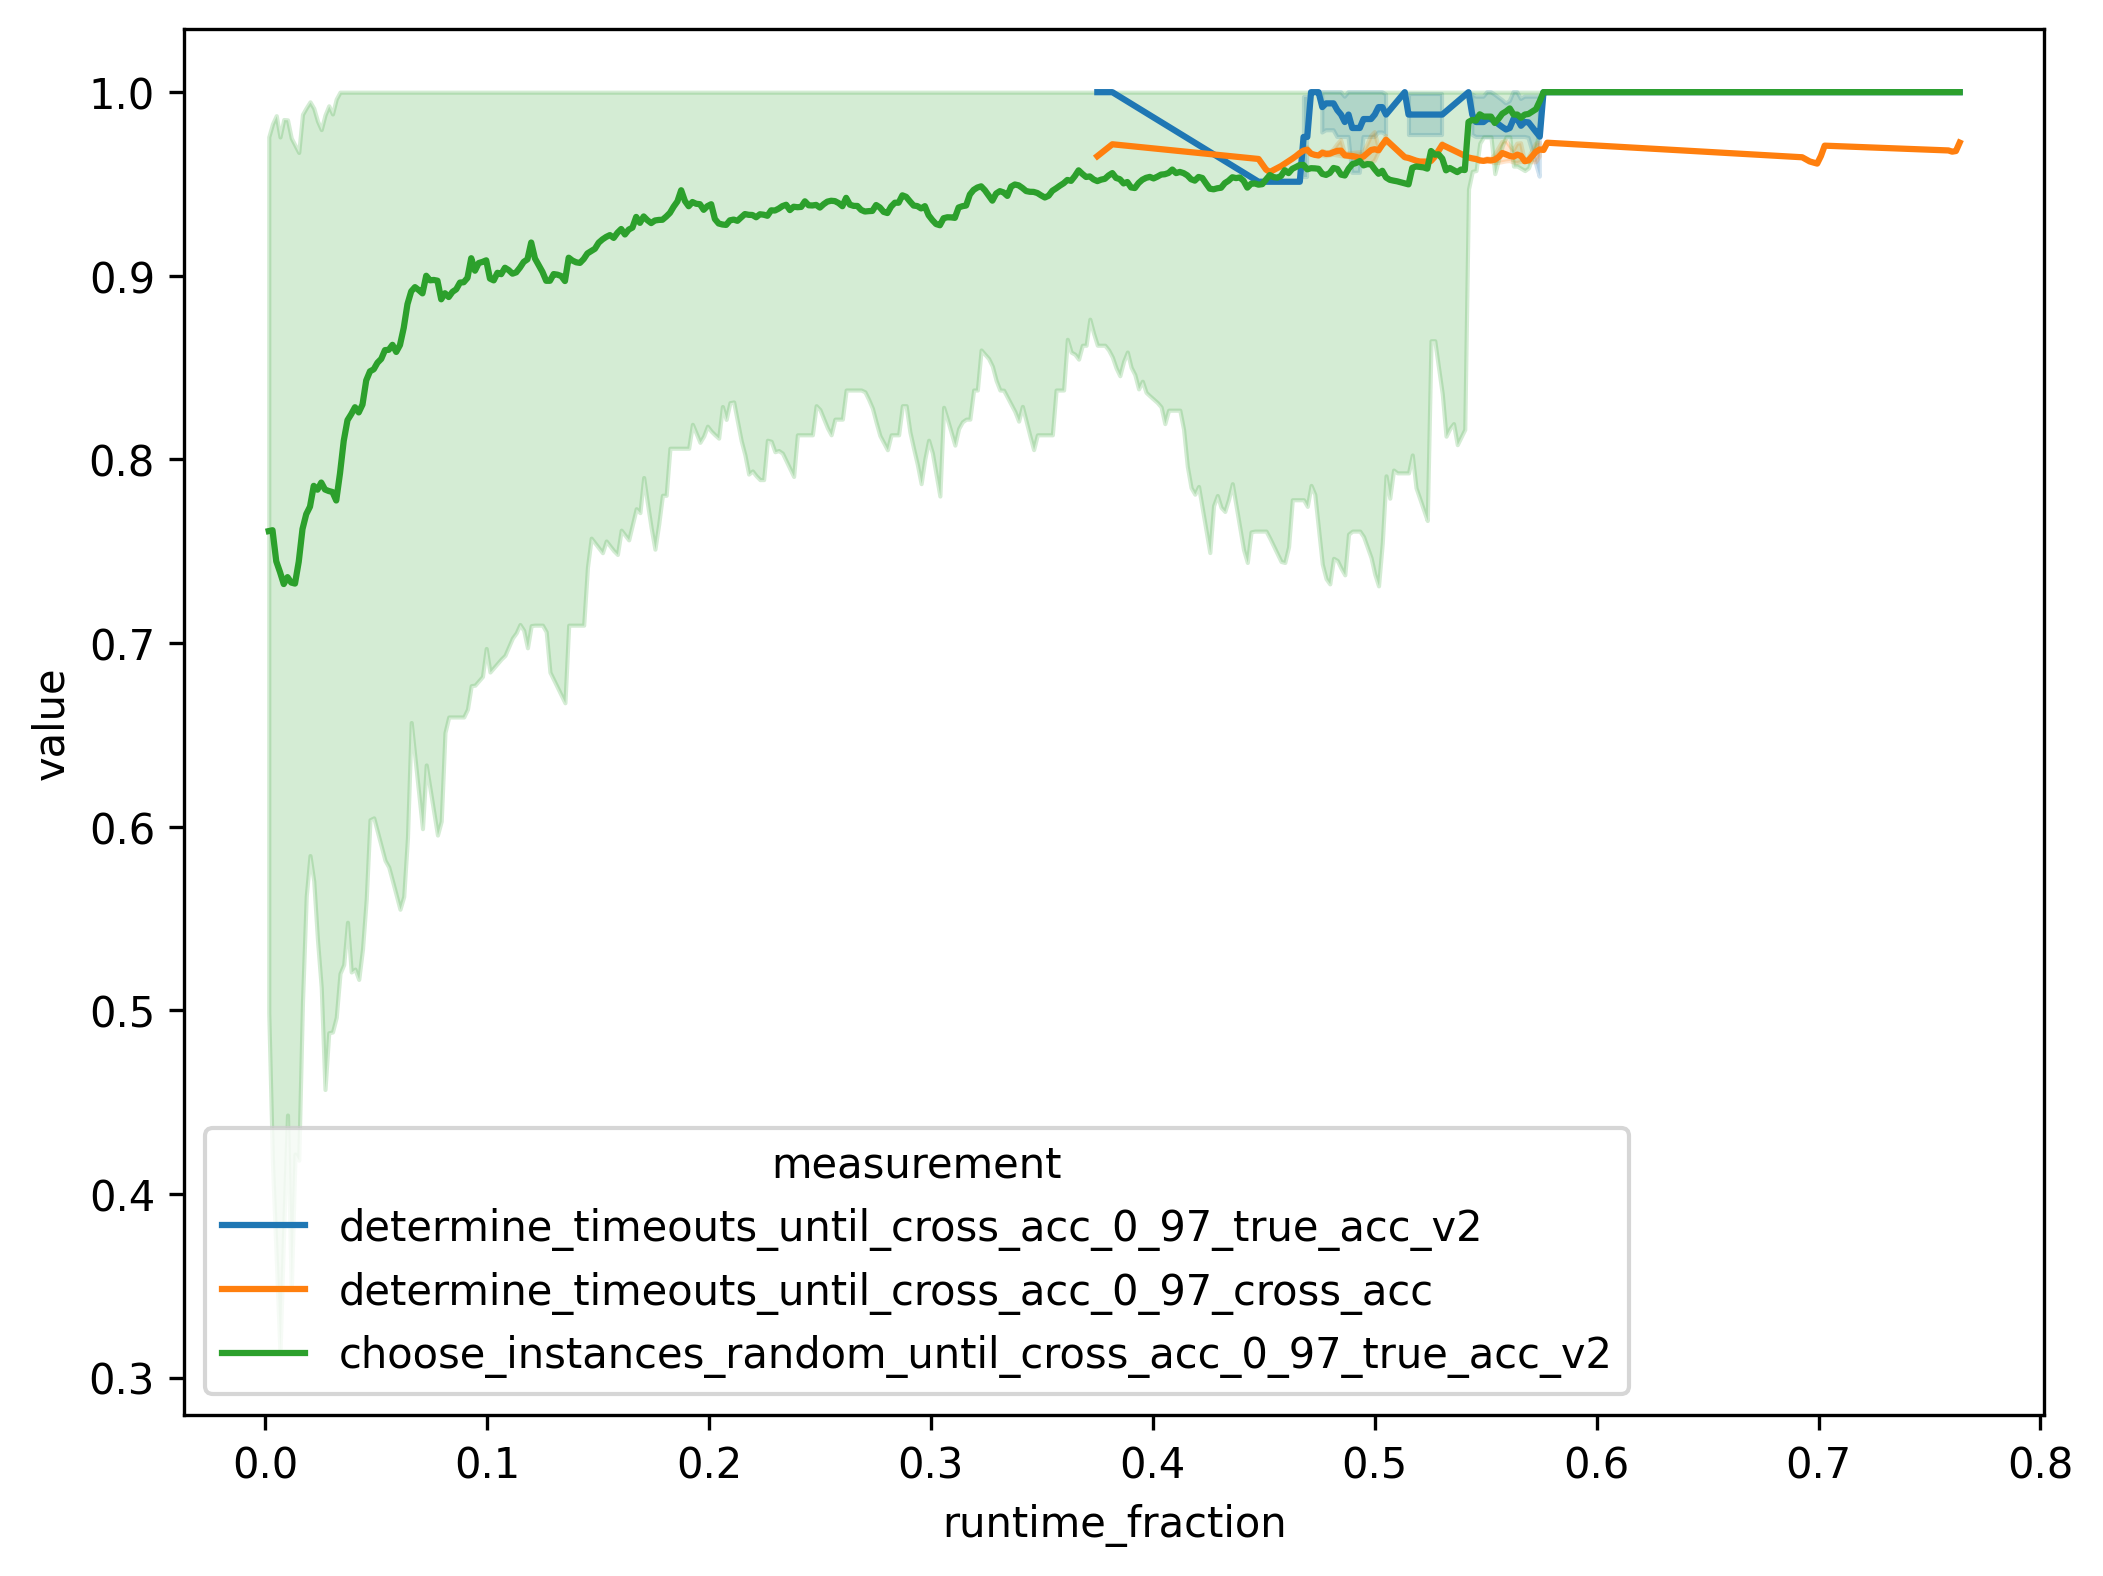 1.0
0.9
0.8
0.7
0.6
0.5
0.4
0.3
value
measurement
determine_timeouts_until_cross_acc_0_97_true_acc_v2
determine_timeouts_until_cross_acc_0_97_cross_acc
choose_instances_random_until_cross_acc_0_97_true_acc_v2
0.0 0.1 0.2 0.3 0.4 0.5 0.6 0.7 0.8
runtime_fraction